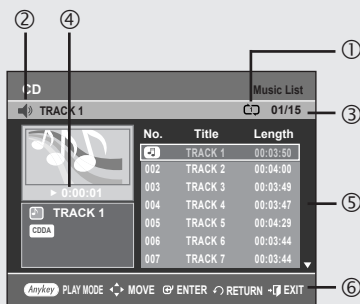 ② ④ ①
CD Music List
TRACK 1 01/15 ③
No. Title Length
TRACK 1 00:03:50
002 TRACK 2 00:04:00
003 TRACK 3 00:03:49
004 TRACK 4 00:03:47
005 TRACK 5 00:04:29
006 TRACK 6 00:03:44
007 TRACK 7 00:03:44
0:00:01
TRACK 1
CDDA
⑤
Anykey PLAY MODE MOVE ENTER RETURN EXIT ⑥